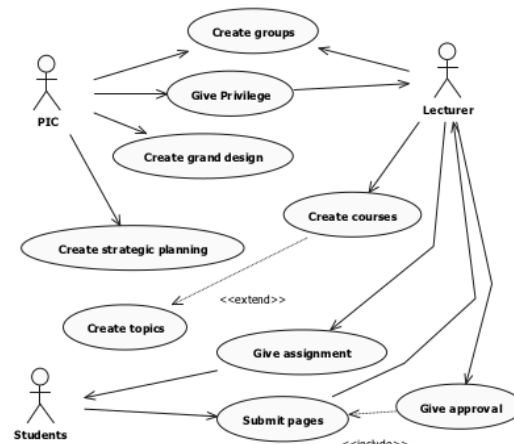 Create groups
PIC
Give Privilege
Lecturer
Create grand design
Create courses
Create strategic planning
<<extend>>
Create topics
Give assignment
Students
Submit pages
Give approval
<<include>>